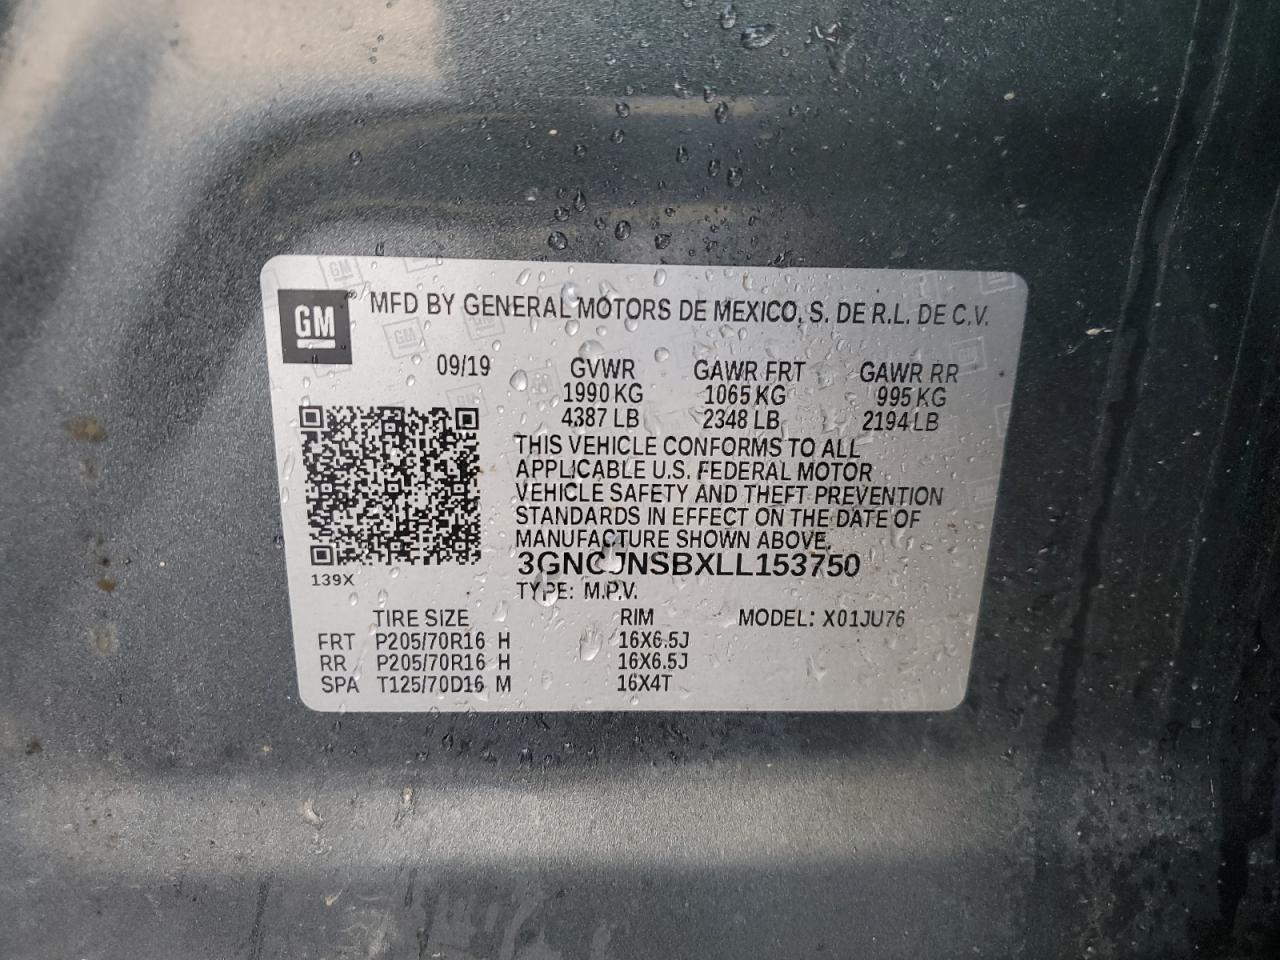 GM
MFD BY GENERAL MOTORS DE MEXICO, S. DE R.L. DE C.V.
09/19 GVWR GAWR FRT GAWR RR
1990 KG 1065 KG 995 KG
4387 LB 2348 LB 2194 LB
THIS VEHICLE CONFORMS TO ALL
APPLICABLE U.S. FEDERAL MOTOR
VEHICLE SAFETY AND THEFT PREVENTION
STANDARDS IN EFFECT ON THE DATE OF
MANUFACTURE SHOWN ABOVE.
3GNCJNSBXLL153750
139X
TYPE: M.P.V.
TIRE SIZE RIM MODEL: X01JU76
FRT P205/70R16 H 16X6.5J
RR P205/70R16 H 16X6.5J
SPA T125/70D16 M 16X4T